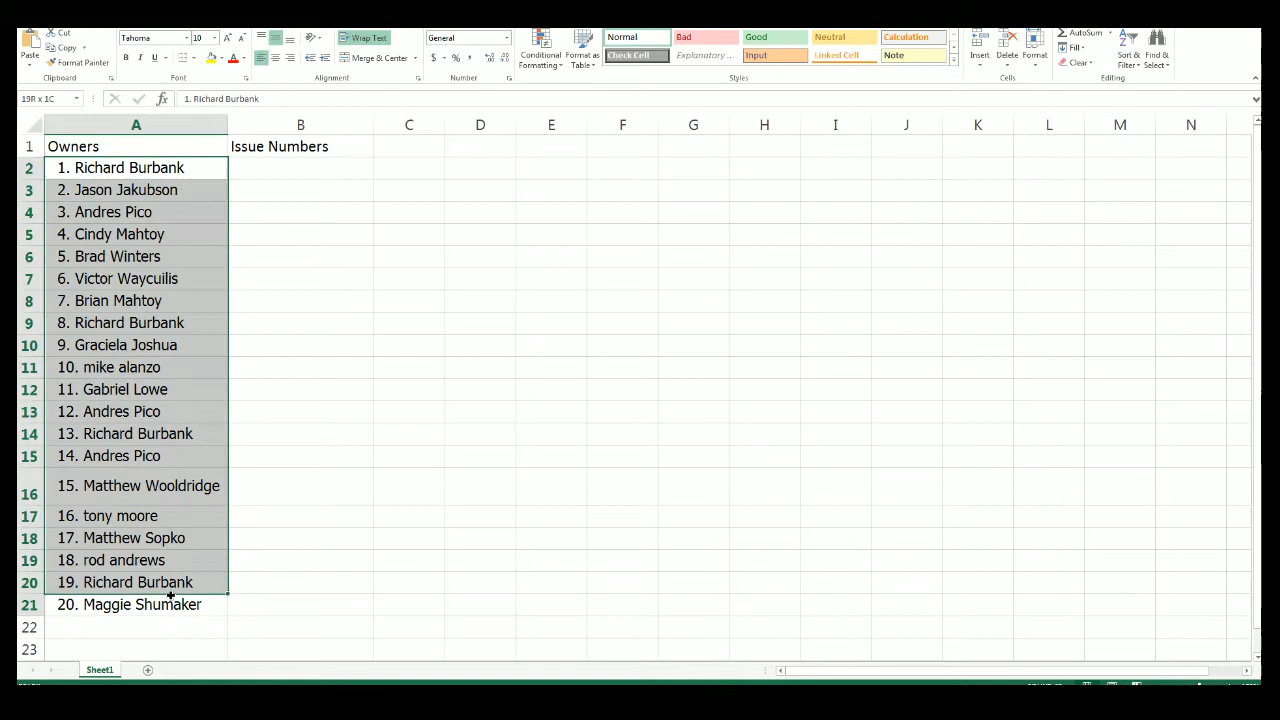 Cut
Copy
Paste
Format Painter
Clipboard
Tahoma 10 A A
B I U A
Font
Wrap Text
Merge & Center
Alignment
General
$ % ,
Number
Conditional Formatting
Format as Table
Normal Bad Good Neutral Calculation
Check Cell Explanatory ... Input Linked Cell Note
Styles
Insert Delete Format
Cells
AutoSum
Fill
Clear
Sort & Filter
Find & Select
Editing
19R x 1C fx 1. Richard Burbank
A B C D E F G H I J K L M N
1 Owners Issue Numbers
2 1. Richard Burbank
3 2. Jason Jakubson
4 3. Andres Pico
5 4. Cindy Mahtoy
6 5. Brad Winters
7 6. Victor Waycuilis
8 7. Brian Mahtoy
9 8. Richard Burbank
10 9. Graciela Joshua
11 10. mike alanzo
12 11. Gabriel Lowe
13 12. Andres Pico
14 13. Richard Burbank
15 14. Andres Pico
16 15. Matthew Wooldridge
17 16. tony moore
18 17. Matthew Sopko
19 18. rod andrews
20 19. Richard Burbank
21 20. Maggie Shumaker
22
23
Sheet1